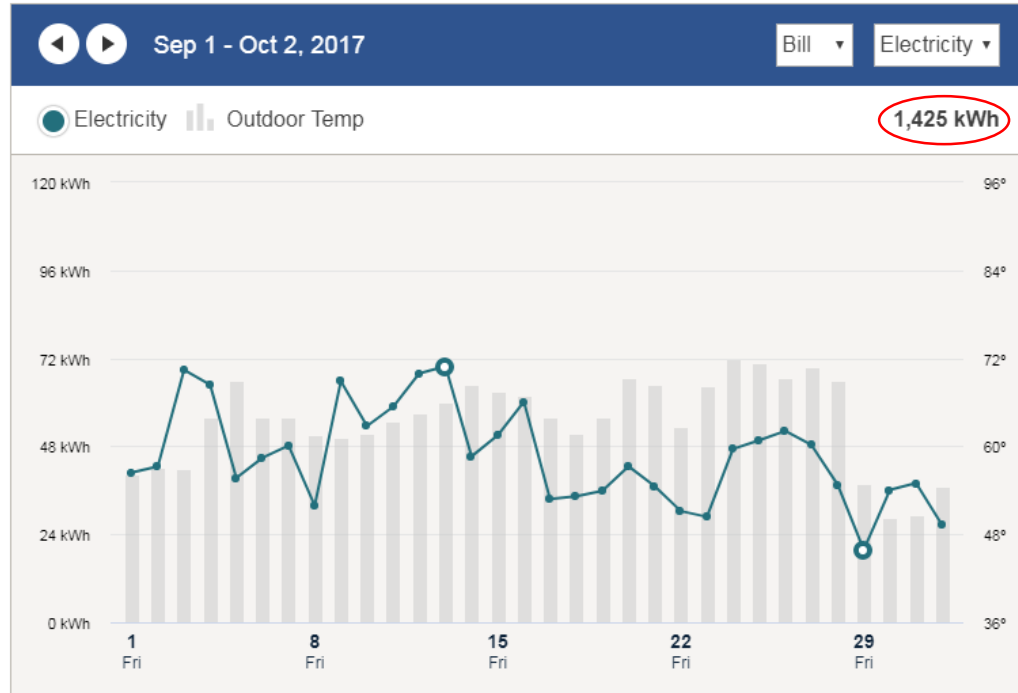 Sep 1 - Oct 2, 2017 Bill Electricity
Electricity Outdoor Temp 1,425 kWh
120 kWh 96°
96 kWh 84°
72 kWh 72°
48 kWh 60°
24 kWh 48°
0 kWh 36°
1 8 15 22 29
Fri Fri Fri Fri Fri